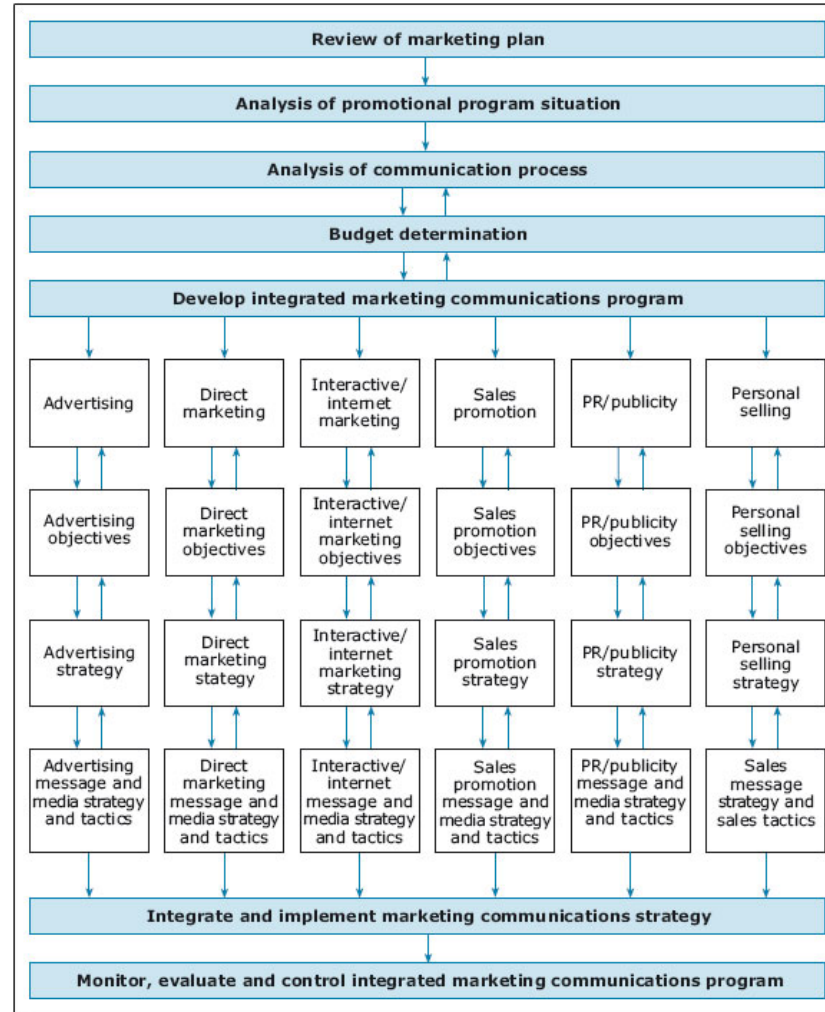 Review of marketing plan
Analysis of promotional program situation
Analysis of communication process
Budget determination
Develop integrated marketing communications program
Advertising
Direct
marketing
Interactive/
internet
marketing
Sales
promotion
PR/publicity
Personal
selling
Advertising
objectives
Direct
marketing
objectives
Interactive/
internet
marketing
objectives
Sales
promotion
objectives
PR/publicity
objectives
Personal
selling
objectives
Advertising
strategy
Direct
marketing
stategy
Interactive/
internet
marketing
strategy
Sales
promotion
strategy
PR/publicity
strategy
Personal
selling
strategy
Advertising
message and
media strategy
and tactics
Direct
marketing
message and
media strategy
and tactics
Interactive/
internet
message and
media strategy
and tactics
Sales
promotion
message and
media strategy
and tactics
PR/publicity
message and
media strategy
and tactics
Sales
message
strategy and
sales tactics
Integrate and implement marketing communications strategy
Monitor, evaluate and control integrated marketing communications program